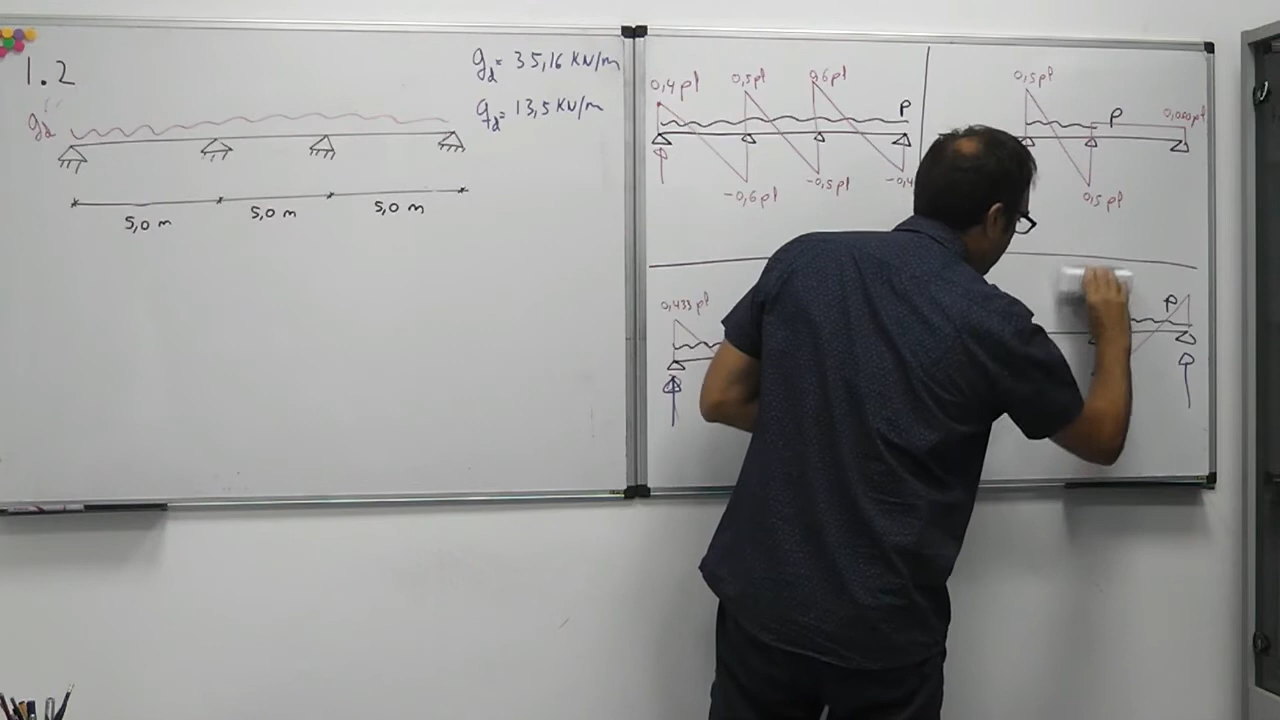 1.2
gd
gd = 35,16 KN/m
qd = 13,5 KN/m
5,0 m 5,0 m 5,0 m
0,4 pl 0,5 pl 0,6 pl
P
-0,6 pl -0,5 pl -0,4
0,5 pl
P 0,050 pl
0,5 pl
0,433 pl
P